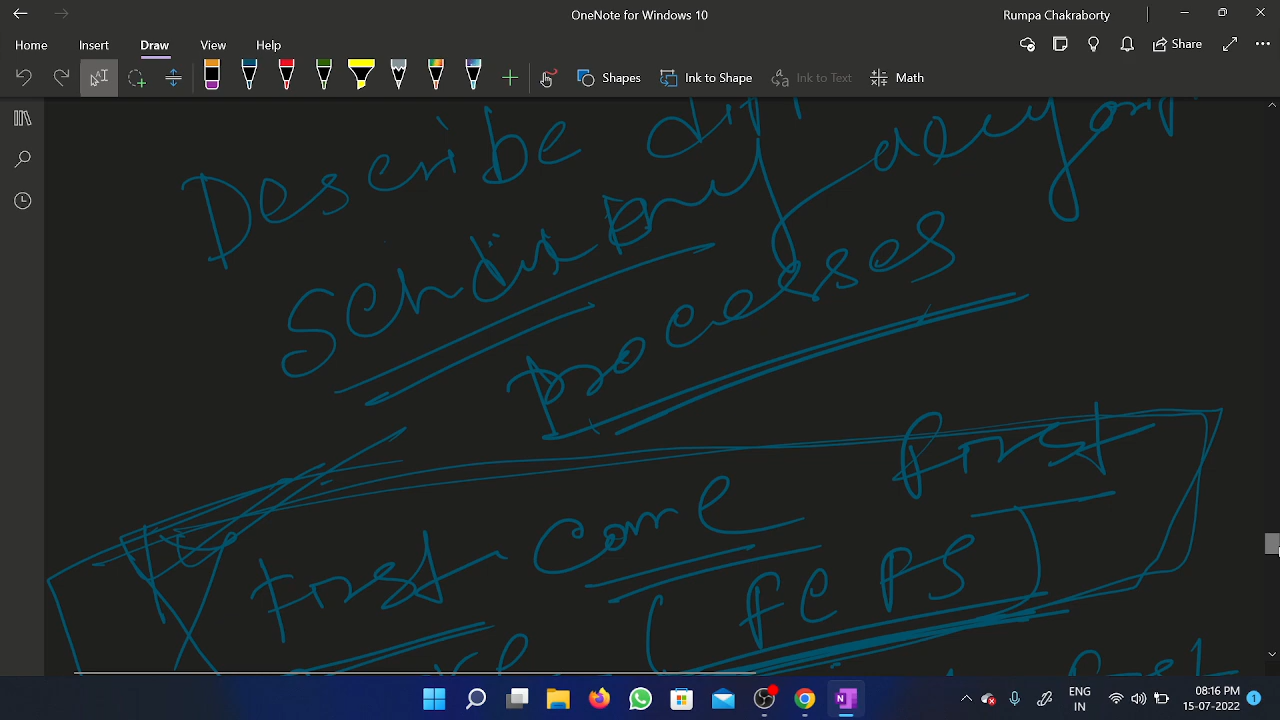 OneNote for Windows 10
Rumpa Chakraborty
Home Insert Draw View Help
Share
Shapes Ink to Shape Ink to Text Math
Describe
processes
First Come First
(FCFS)
ENG
IN
08:16 PM
15-07-2022
1